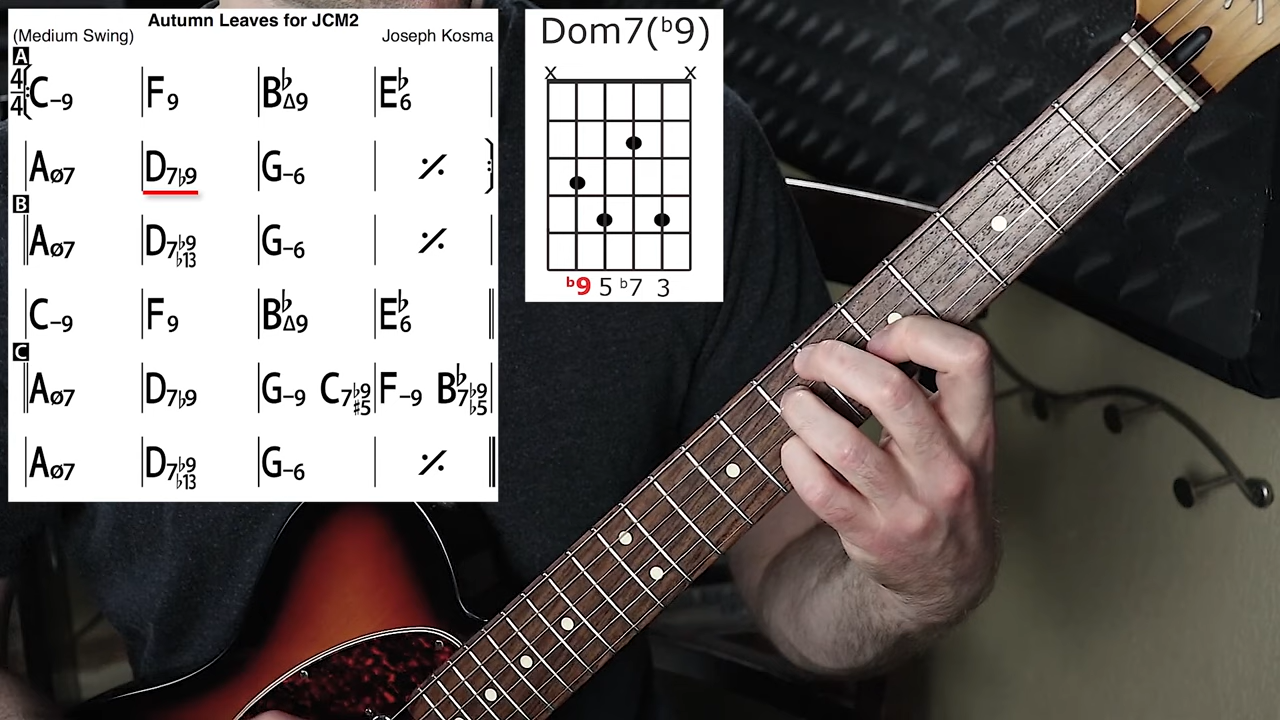 Autumn Leaves for JCM2
(Medium Swing) Joseph Kosma
A
4/4 C–9 F9 B♭Δ9 E♭6
Aø7 D7♭9 G–6 ٪
B
Aø7 D7♭9♭13 G–6 ٪
C–9 F9 B♭Δ9 E♭6
C
Aø7 D7♭9 G–9 C7♭9♯5 F–9 B♭7♭9♭5
Aø7 D7♭9♭13 G–6 ٪
Dom7(♭9)
x x
♭9 5 ♭7 3